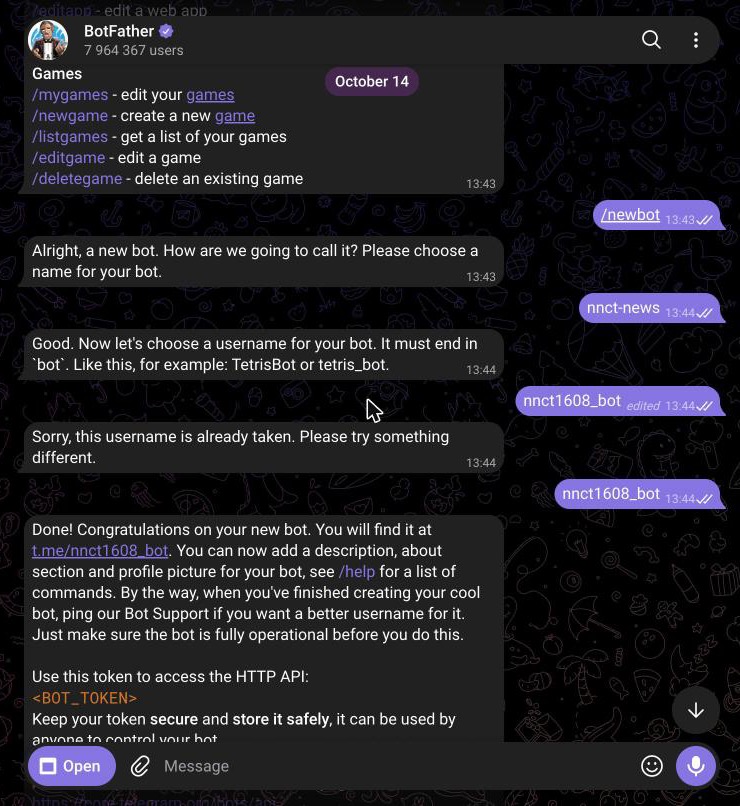 /editapp - edit a web app
BotFather
7 964 367 users
October 14
Games
/mygames - edit your games
/newgame - create a new game
/listgames - get a list of your games
/editgame - edit a game
/deletegame - delete an existing game
13:43
/newbot 13:43
Alright, a new bot. How are we going to call it? Please choose a
name for your bot.
13:43
nnct-news 13:44
Good. Now let's choose a username for your bot. It must end in
`bot`. Like this, for example: TetrisBot or tetris_bot.
13:44
nnct1608_bot edited 13:44
Sorry, this username is already taken. Please try something
different.
13:44
nnct1608_bot 13:44
Done! Congratulations on your new bot. You will find it at
t.me/nnct1608_bot. You can now add a description, about
section and profile picture for your bot, see /help for a list of
commands. By the way, when you've finished creating your cool
bot, ping our Bot Support if you want a better username for it.
Just make sure the bot is fully operational before you do this.
Use this token to access the HTTP API:
<BOT_TOKEN>
Keep your token secure and store it safely, it can be used by
anyone to control your bot.
Open
Message
https://core.telegram.org/bots/api